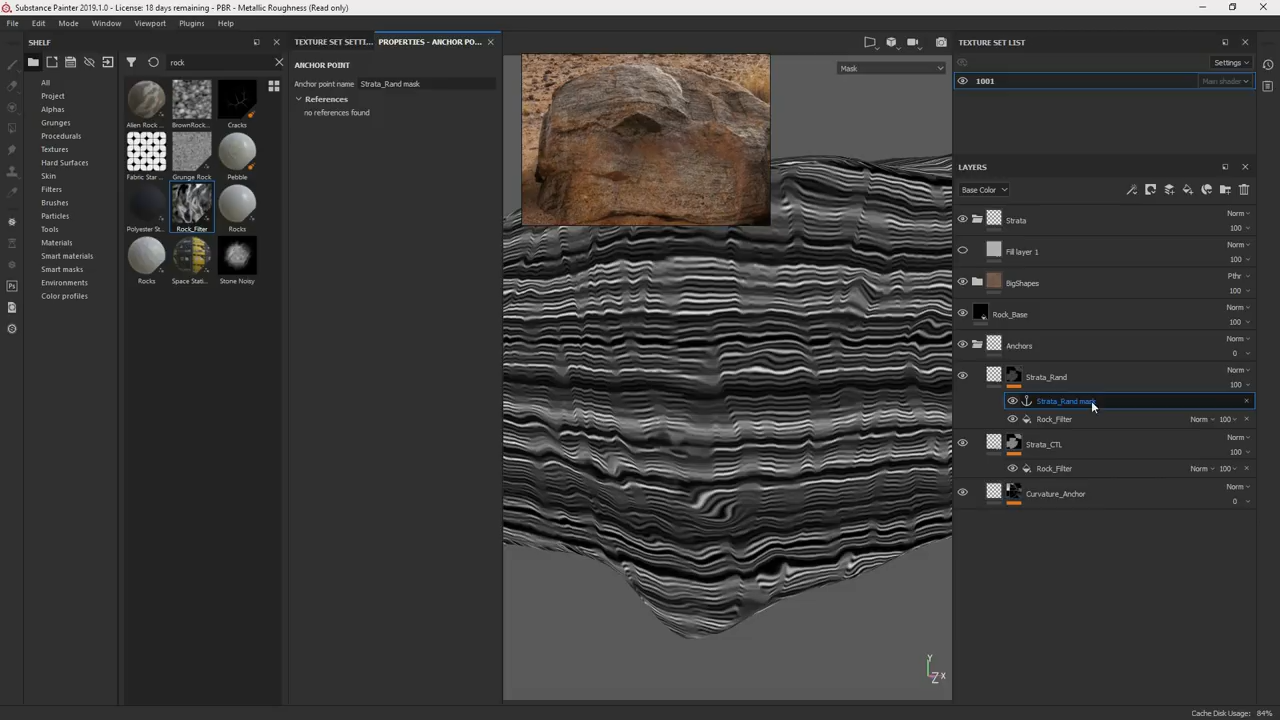 Substance Painter 2019.1.0 - License: 18 days remaining - PBR - Metallic Roughness (Read only)
File Edit Mode Window Viewport Plugins Help
SHELF
rock
All
Project
Alphas
Grunges
Procedurals
Textures
Hard Surfaces
Skin
Filters
Brushes
Particles
Tools
Materials
Smart materials
Smart masks
Environments
Color profiles
Alien Rock ... BrownRock... Cracks
Fabric Star ... Grunge Rock Pebble
Polyester St... Rock_Filter Rocks
Rocks Space Stati... Stone Noisy
TEXTURE SET SETTI... PROPERTIES - ANCHOR PO...
ANCHOR POINT
Anchor point name Strata_Rand mask
References
no references found
Mask
Y
Z X
TEXTURE SET LIST
Settings
1001 Main shader
LAYERS
Base Color
Strata Norm 100
Fill layer 1 Norm 100
BigShapes Pthr 100
Rock_Base Norm 100
Anchors Norm 0
Strata_Rand Norm 100
Strata_Rand mask
Rock_Filter Norm 100
Strata_CTL Norm 100
Rock_Filter Norm 100
Curvature_Anchor Norm 0
Cache Disk Usage: 84%